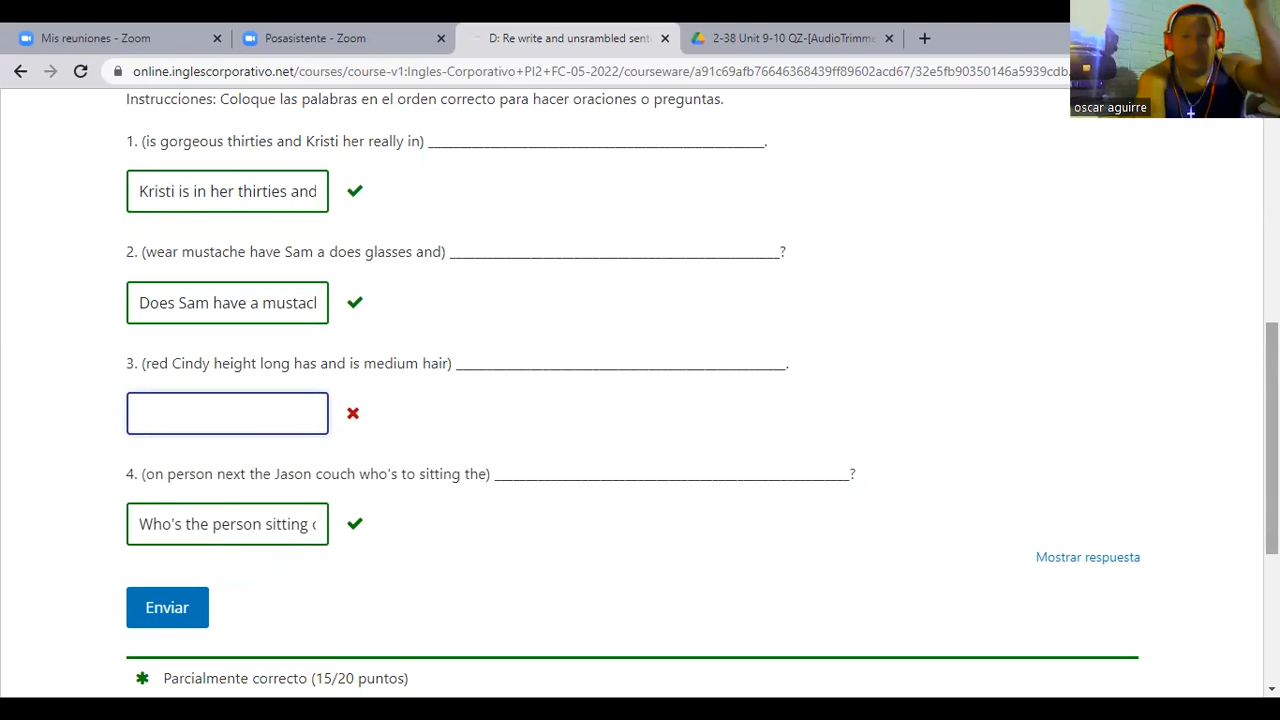 Mis reuniones - Zoom
Posasistente - Zoom
D: Re write and unsrambled sent
2-38 Unit 9-10 QZ-[AudioTrimme
online.inglescorporativo.net/courses/course-v1:Ingles-Corporativo+PI2+FC-05-2022/courseware/a91c69afb76646368439ff89602acd67/32e5fb90350146a5939cdb
oscar aguirre
Instrucciones: Coloque las palabras en el orden correcto para hacer oraciones o preguntas.
1. (is gorgeous thirties and Kristi her really in) ________________________________________.
Kristi is in her thirties and
2. (wear mustache have Sam a does glasses and) ________________________________________?
Does Sam have a mustach
3. (red Cindy height long has and is medium hair) ________________________________________.
4. (on person next the Jason couch who's to sitting the) ___________________________________________?
Who's the person sitting o
Mostrar respuesta
Enviar
Parcialmente correcto (15/20 puntos)